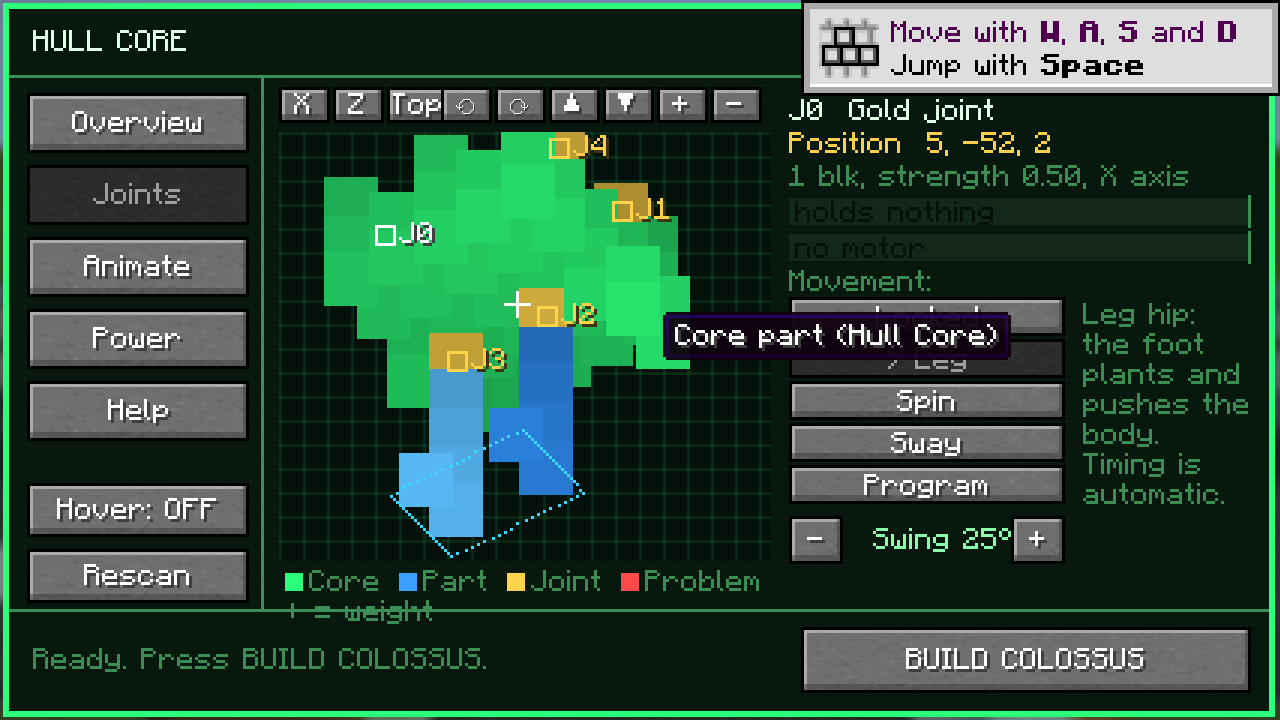 HULL CORE
Move with W, A, S and D
Jump with Space
Overview
Joints
Animate
Power
Help
Hover: OFF
Rescan
X Z Top ▲ ▼ + -
J4
J1
J0
J2
J3
Core Part Joint Problem
+ = weight
J0 Gold joint
Position 5, -52, 2
1 blk, strength 0.50, X axis
holds nothing
no motor
Movement:
Core part (Hull Core)
Leg
Spin
Sway
Program
- Swing 25° +
Leg hip:
the foot
plants and
pushes the
body.
Timing is
automatic.
Ready. Press BUILD COLOSSUS.
BUILD COLOSSUS